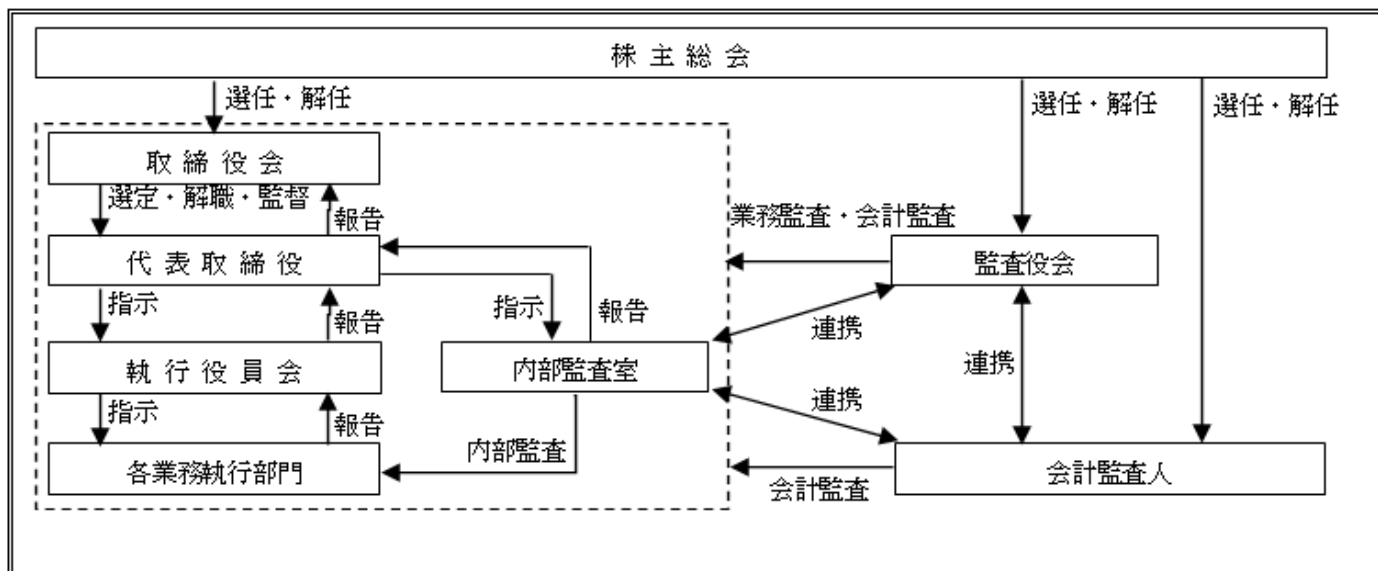 株主総会
選任・解任
選任・解任
選任・解任
取締役会
選定・解職・監督
報告
業務監査・会計監査
代表取締役
監査役会
指示
報告
指示
報告
連携
執行役員会
内部監査室
連携
指示
報告
連携
内部監査
各業務執行部門
会計監査
会計監査人